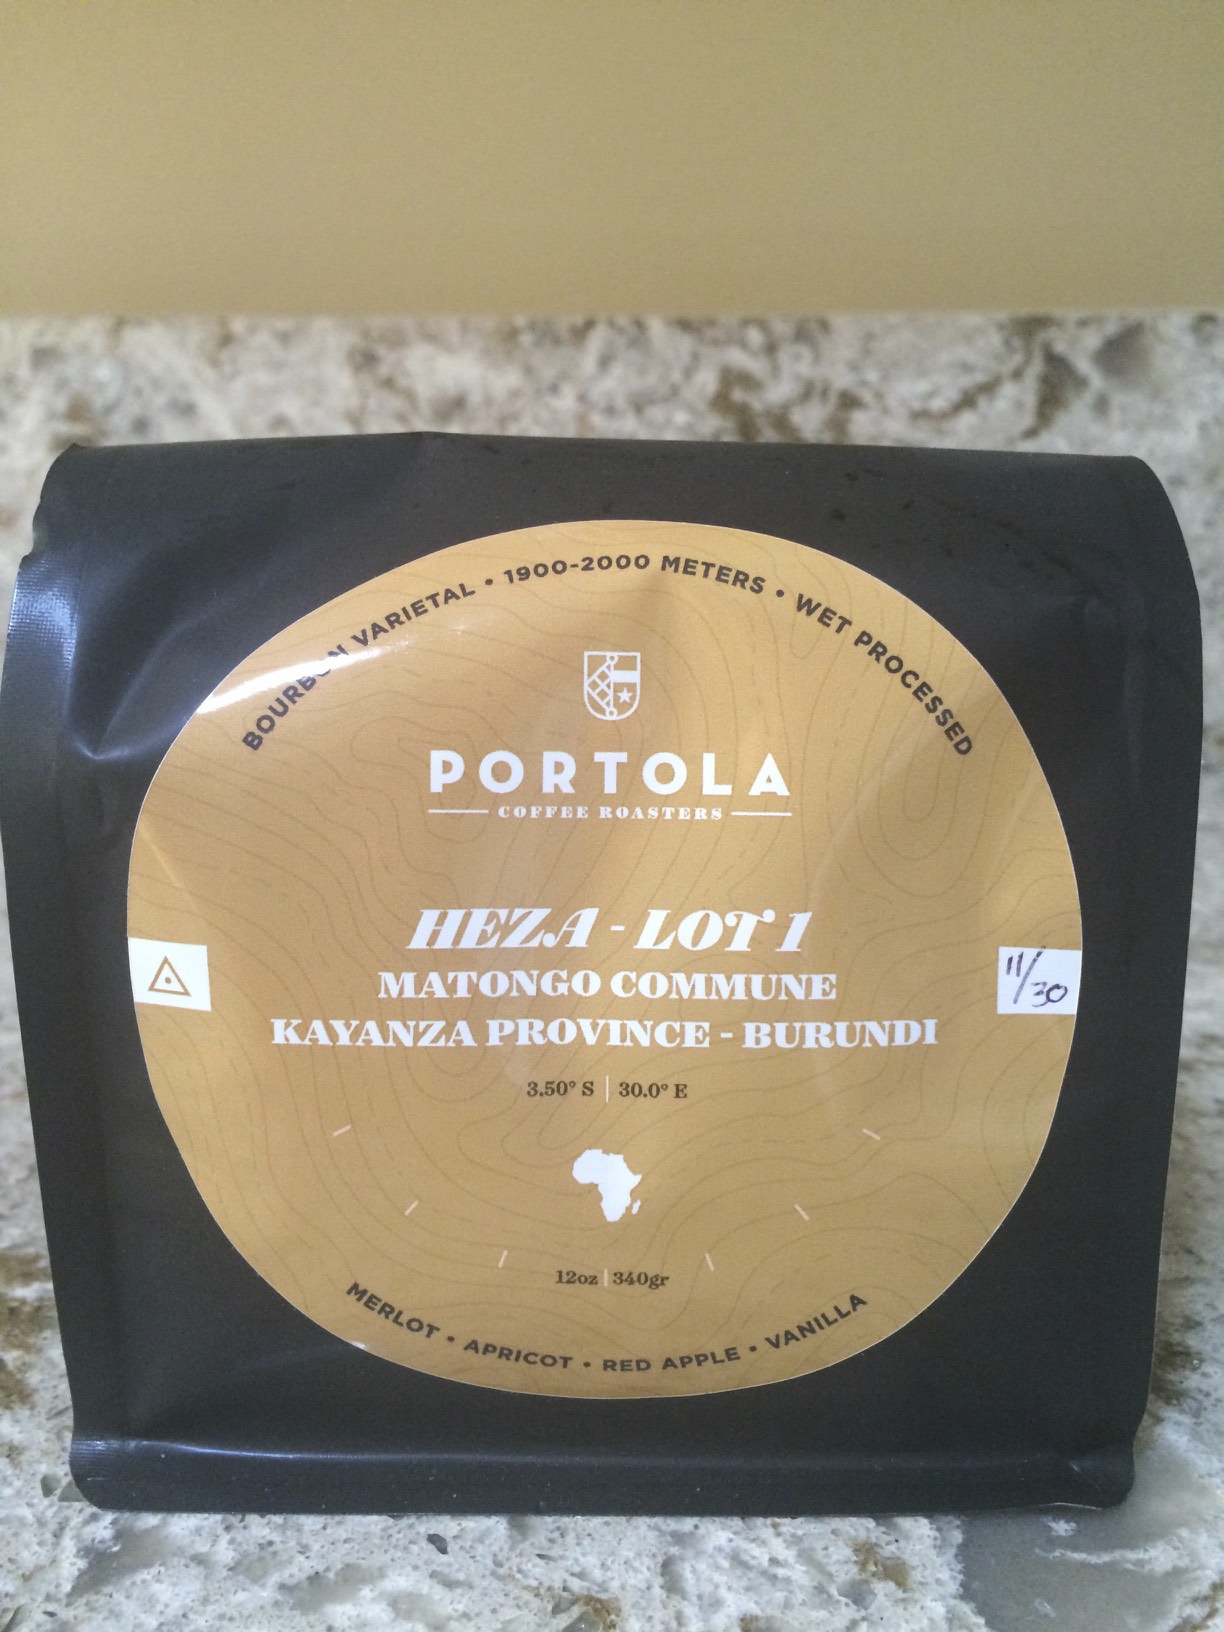 BOURBON VARIETAL • 1900-2000 METERS • WET PROCESSED
PORTOLA
COFFEE ROASTERS
HEZA - LOT 1
MATONGO COMMUNE
11/30
KAYANZA PROVINCE - BURUNDI
3.50° S | 30.0° E
12oz | 340gr
MERLOT • APRICOT • RED APPLE • VANILLA